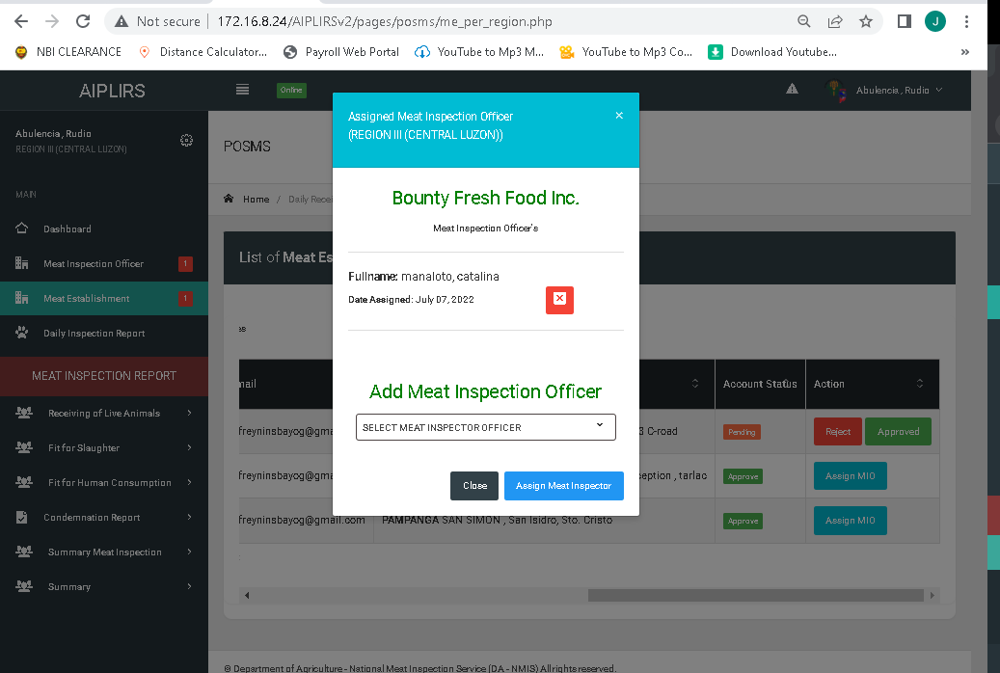 Not secure | 172.16.8.24/AIPLIRSv2/pages/posms/me_per_region.php
J
NBI CLEARANCE
Distance Calculator...
Payroll Web Portal
YouTube to Mp3 M...
YouTube to Mp3 Co...
Download Youtube...
»
AIPLIRS
Online
Abulencia , Rudio
Abulencia , Rudio
REGION III (CENTRAL LUZON)
MAIN
Dashboard
Meat Inspection Officer 1
Meat Establishment 1
Daily Inspection Report
MEAT INSPECTION REPORT
Receiving of Live Animals
Fit for Slaughter
Fit for Human Consumption
Condemnation Report
Summary Meat Inspection
Summary
POSMS
Home / Daily Rece
List of Meat Es
ss
Assigned Meat Inspection Officer
(REGION III (CENTRAL LUZON))
×
Bounty Fresh Food Inc.
Meat Inspection Officer's
Fullname: manaloto, catalina
Date Assigned: July 07, 2022
Add Meat Inspection Officer
SELECT MEAT INSPECTOR OFFICER
Close
Assign Meat Inspector
mail Account Status Action
freyninsbayog@gma 3 C-road Pending Reject Approved
freyninsbayog@gma ception , tarlac Approve Assign MIO
freyninsbayog@gmail.com PAMPANGA SAN SIMON , San Isidro, Sto. Cristo Approve Assign MIO
© Department of Agriculture - National Meat Inspection Service (DA - NMIS) All rights reserved.